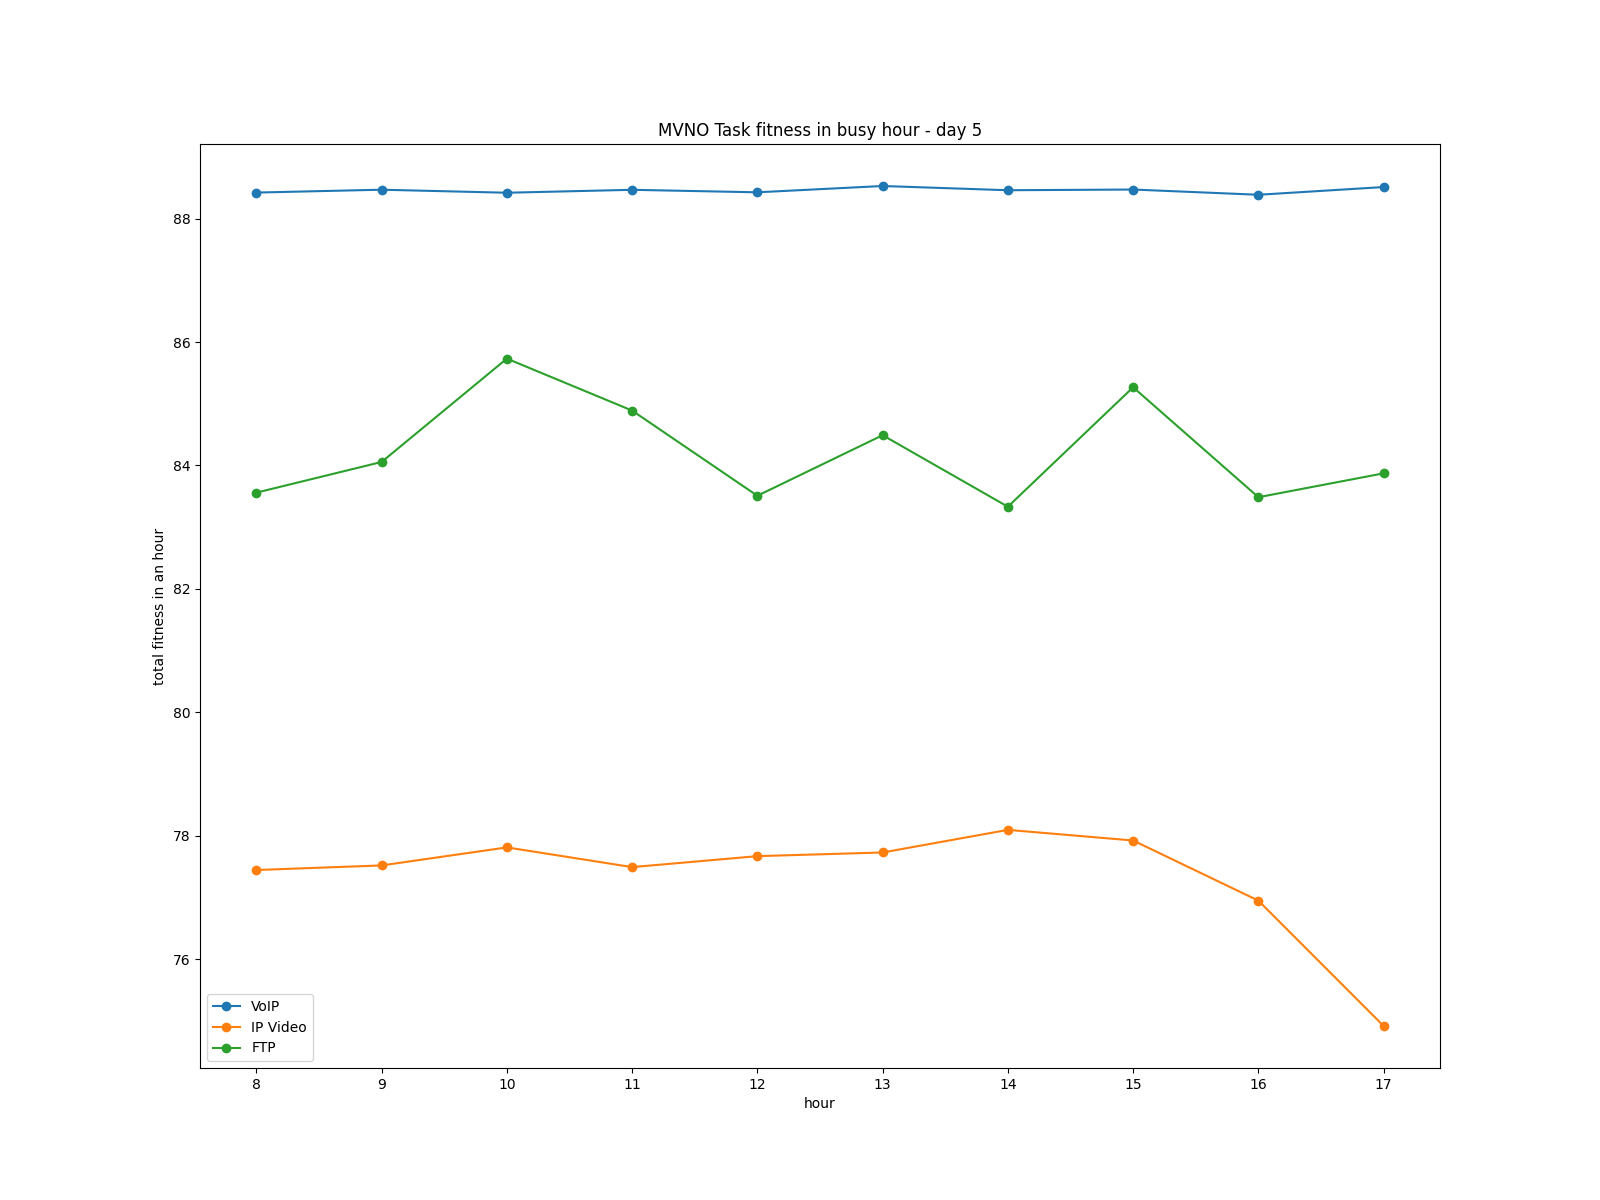 MVNO Task fitness in busy hour - day 5
total fitness in an hour
88
86
84
82
80
78
76
VoIP
IP Video
FTP
8 9 10 11 12 13 14 15 16 17
hour